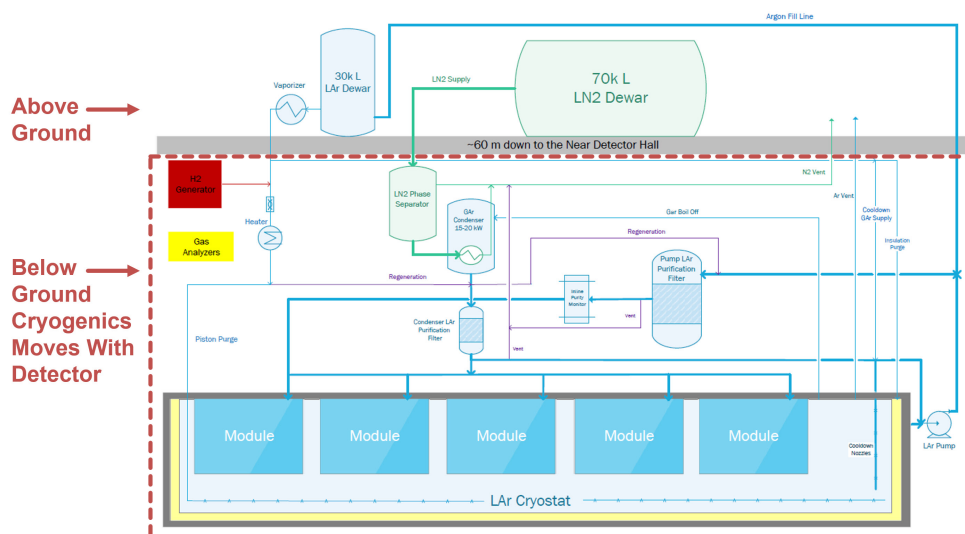 Argon Fill Line
30k L
LAr Dewar
Vaporizer
LN2 Supply
70k L
LN2 Dewar
Above
Ground
~60 m down to the Near Detector Hall
H2
Generator
LN2 Phase
Separator
GAr
Condenser
15-20 kW
N2 Vent
Ar Vent
Cooldown
GAr Supply
Gar Boil Off
Insulation
Purge
Heater
Gas
Analyzers
Regeneration
Regeneration
Pump LAr
Purification
Filter
Inline
Purity
Monitor
Below
Ground
Cryogenics
Moves With
Detector
Piston Purge
Condenser LAr
Purification
Filter
Vent
Vent
Module
Module
Module
Module
Module
LAr Pump
Cooldown
Nozzles
LAr Cryostat